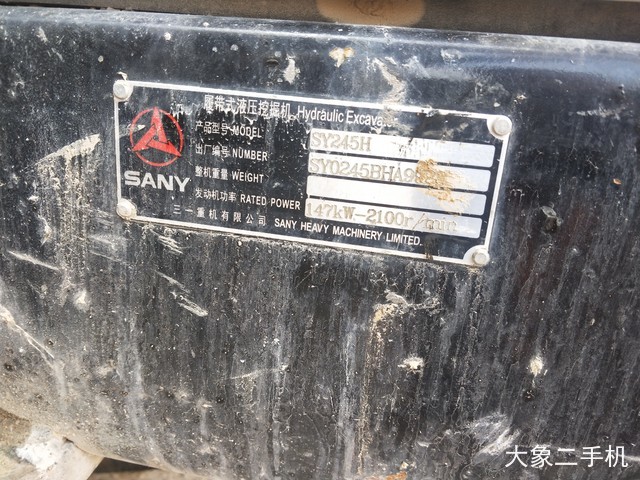 履带式液压挖掘机 Hydraulic Excavator
产品型号 MODEL SY245H
出厂编号 NUMBER SY0245BHA98
整机重量 WEIGHT
发动机功率 RATED POWER 147kW-2100r/min
三一重机有限公司 SANY HEAVY MACHINERY LIMITED.
SANY
大象二手机